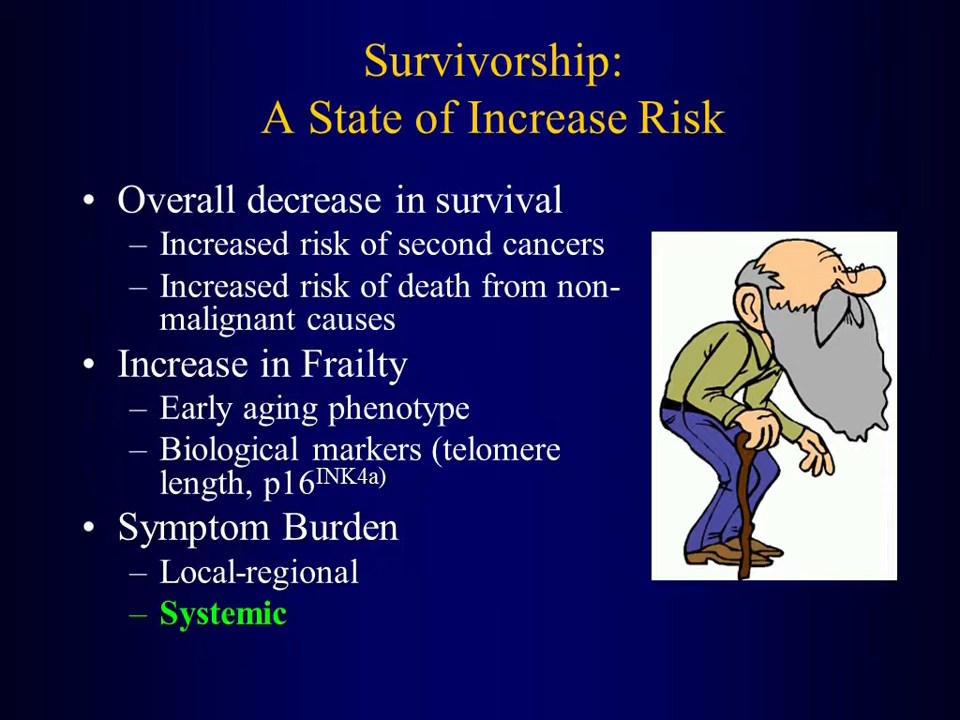 Survivorship:
A State of Increase Risk
• Overall decrease in survival
– Increased risk of second cancers
– Increased risk of death from non-
malignant causes
• Increase in Frailty
– Early aging phenotype
– Biological markers (telomere
length, p16INK4a)
• Symptom Burden
– Local-regional
– Systemic